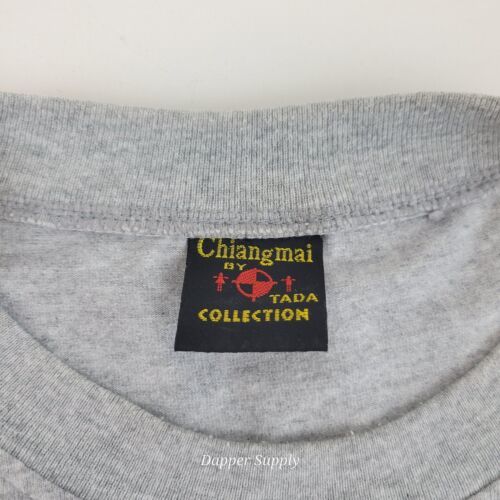 Chiangmai
BY
TADA
COLLECTION
Dapper Supply